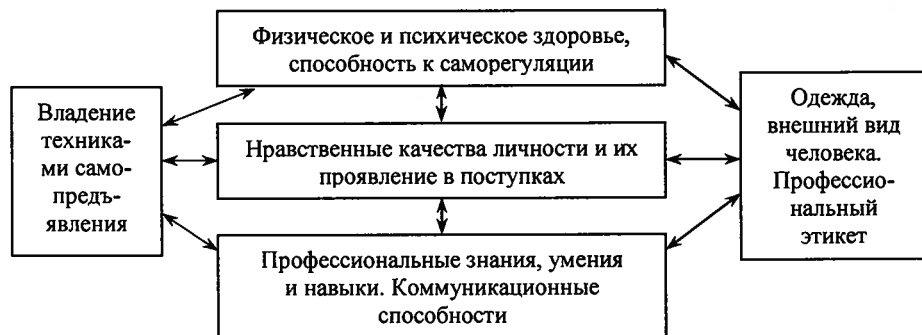 Физическое и психическое здоровье,
способность к саморегуляции
Владение
техника-
ми само-
предъ-
явления
Нравственные качества личности и их
проявление в поступках
Одежда,
внешний вид
человека.
Профессио-
нальный
этикет
Профессиональные знания, умения
и навыки. Коммуникационные
способности